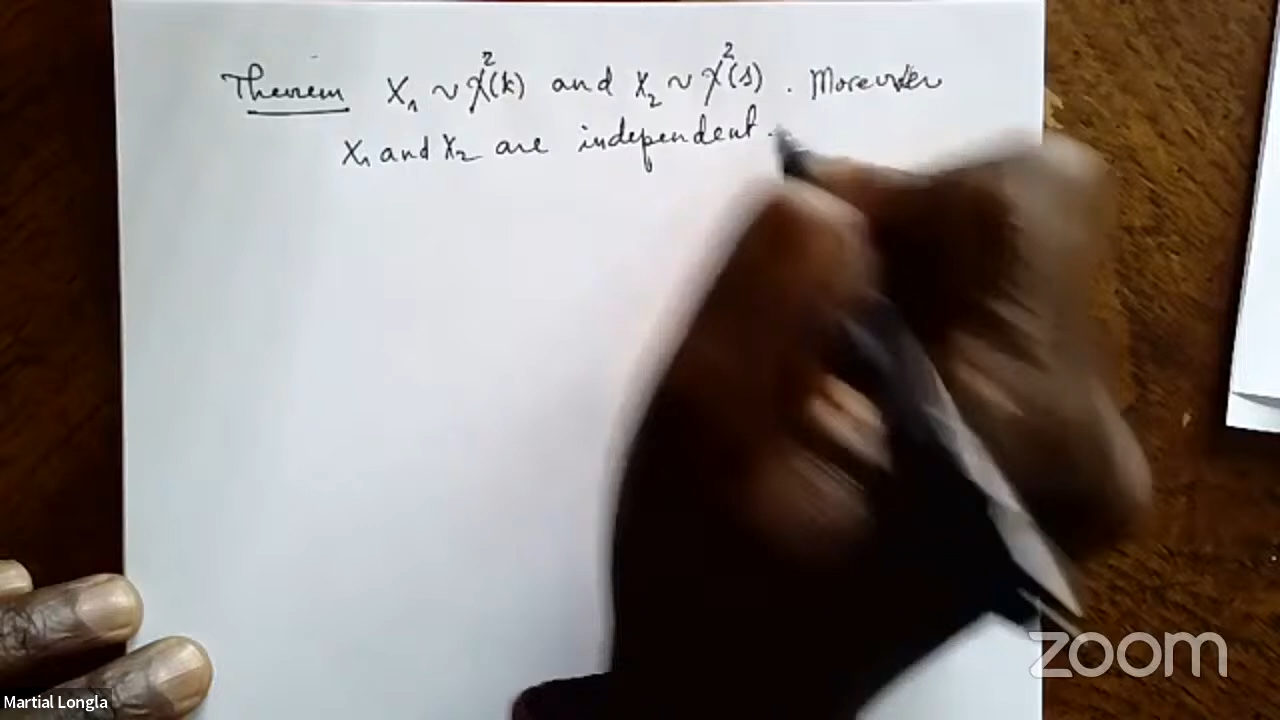 Theorem X₁ ~ χ²(k) and X₂ ~ χ²(s). Moreover
X₁ and X₂ are independent.
zoom
Martial Longla